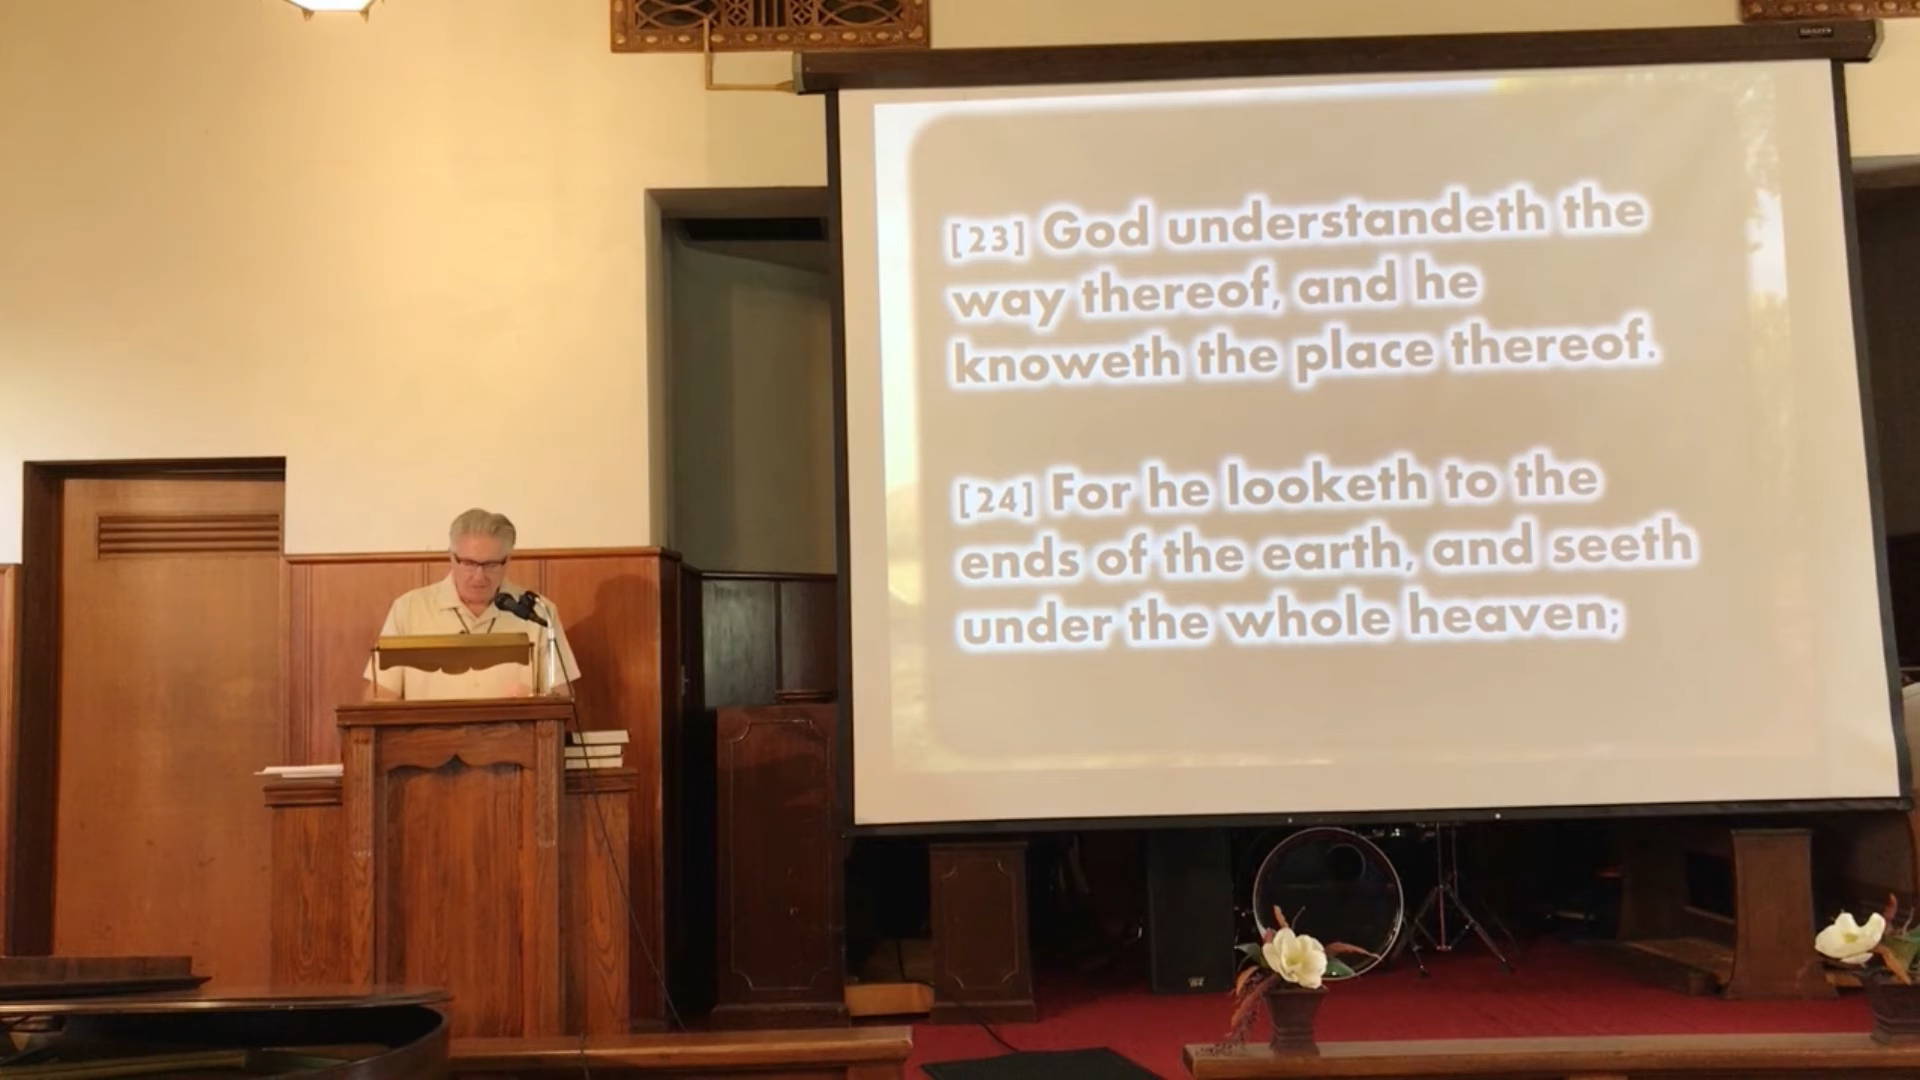 [23] God understandeth the
way thereof, and he
knoweth the place thereof.
[24] For he looketh to the
ends of the earth, and seeth
under the whole heaven;